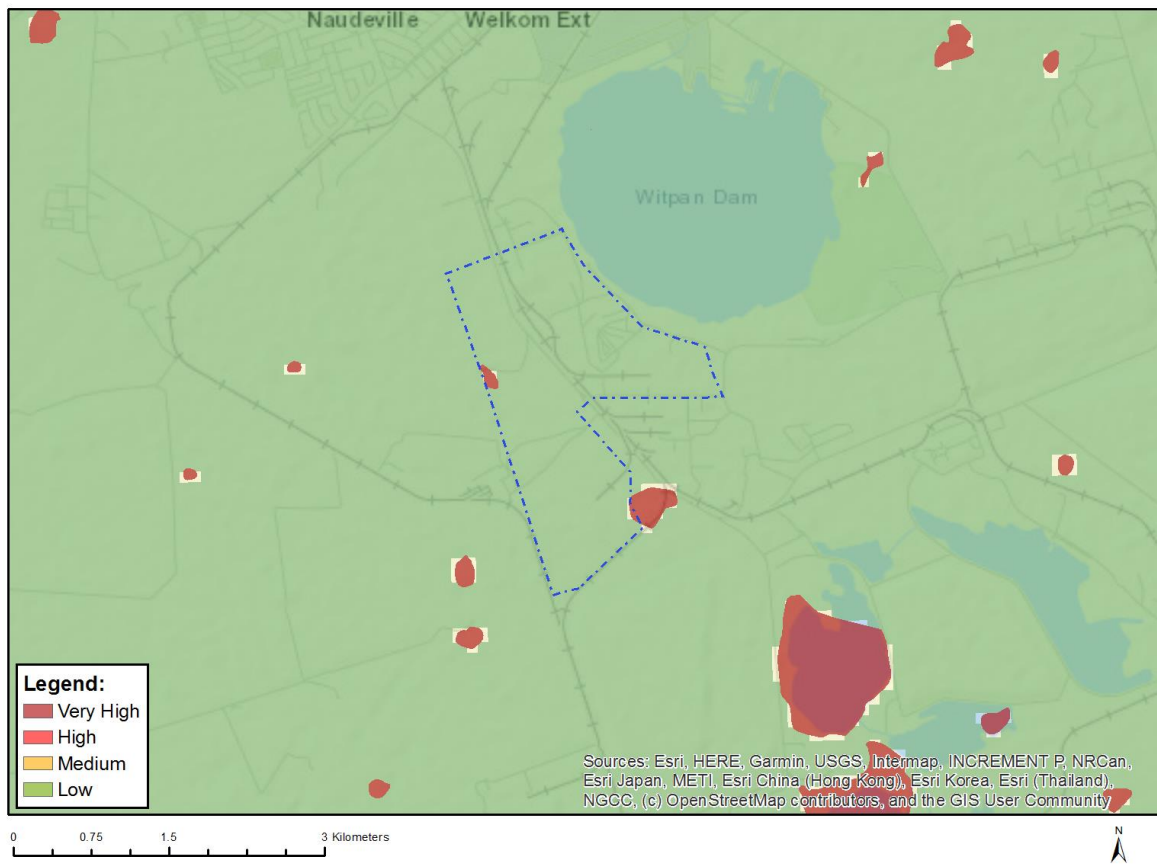 Naudeville Welkom Ext
Witpan Dam
Legend:
Very High
High
Medium
Low
Sources: Esri, HERE, Garmin, USGS, Intermap, INCREMENT P, NRCan,
Esri Japan, METI, Esri China (Hong Kong), Esri Korea, Esri (Thailand),
NGCC, (c) OpenStreetMap contributors, and the GIS User Community
0 0.75 1.5 3 Kilometers
N